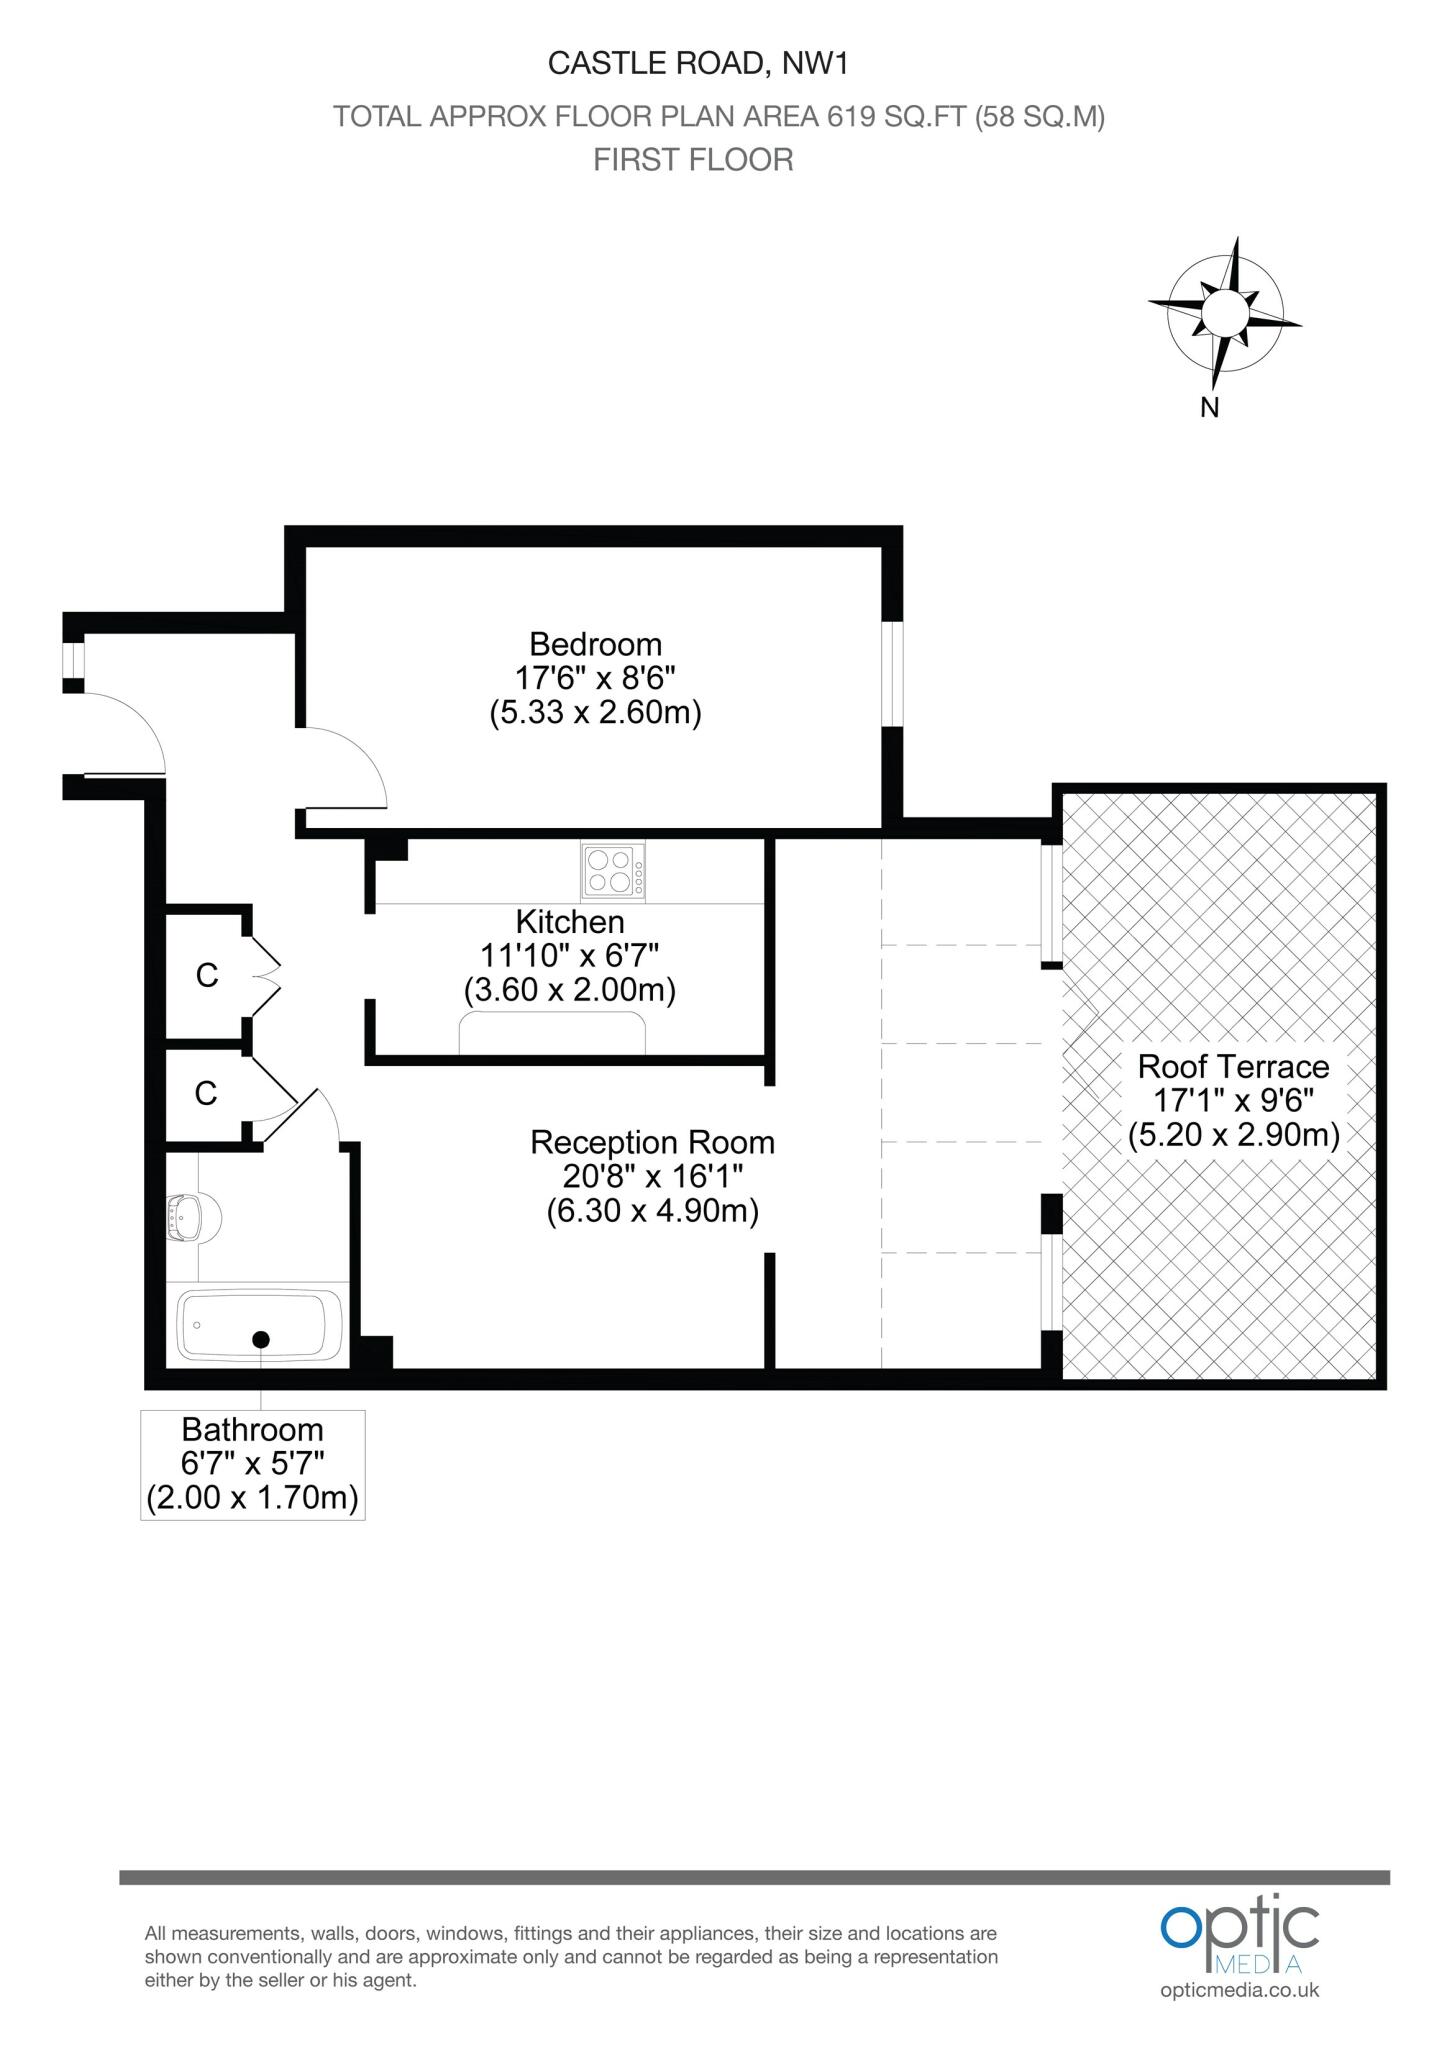 CASTLE ROAD, NW1
TOTAL APPROX FLOOR PLAN AREA 619 SQ.FT (58 SQ.M)
FIRST FLOOR
N
Bedroom
17'6" x 8'6"
(5.33 x 2.60m)
Kitchen
11'10" x 6'7"
(3.60 x 2.00m)
C
C
Roof Terrace
17'1" x 9'6"
(5.20 x 2.90m)
Reception Room
20'8" x 16'1"
(6.30 x 4.90m)
Bathroom
6'7" x 5'7"
(2.00 x 1.70m)
All measurements, walls, doors, windows, fittings and their appliances, their size and locations are
shown conventionally and are approximate only and cannot be regarded as being a representation
either by the seller or his agent.
optic
MEDIA
opticmedia.co.uk